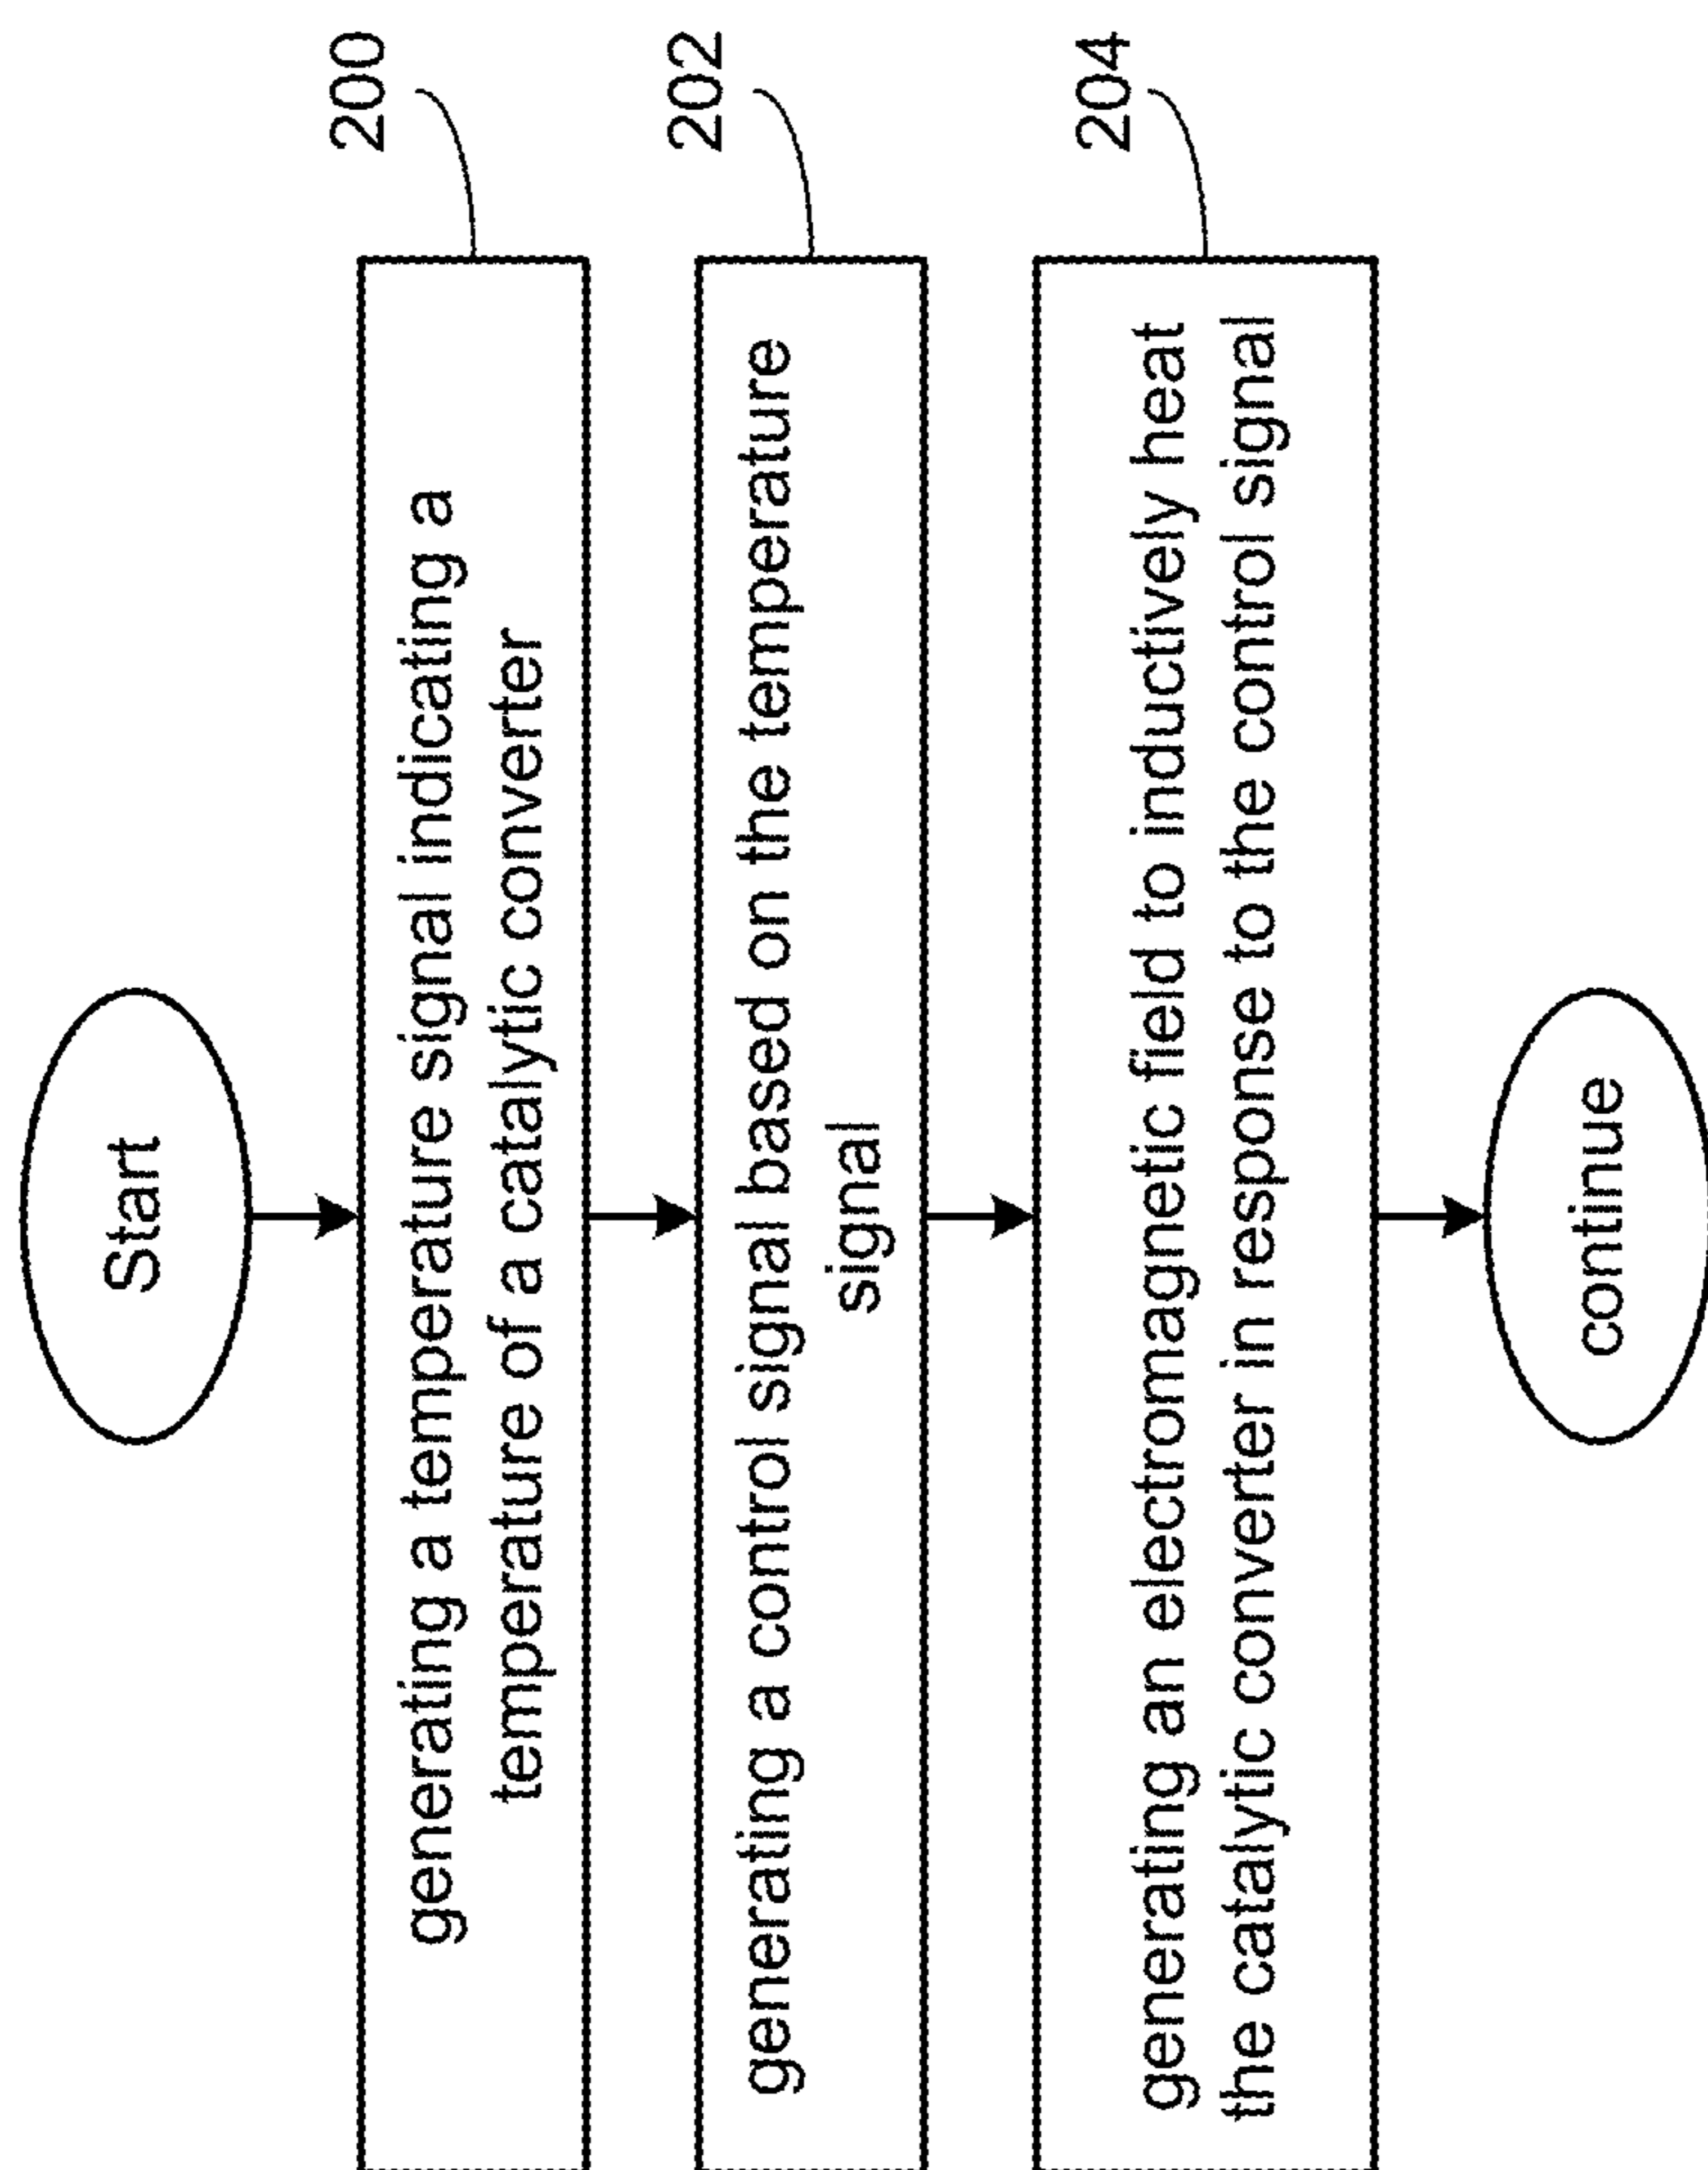 Start
200
generating a temperature signal indicating a
temperature of a catalytic converter
202
generating a control signal based on the temperature
signal
204
generating an electromagnetic field to inductively heat
the catalytic converter in response to the control signal
continue